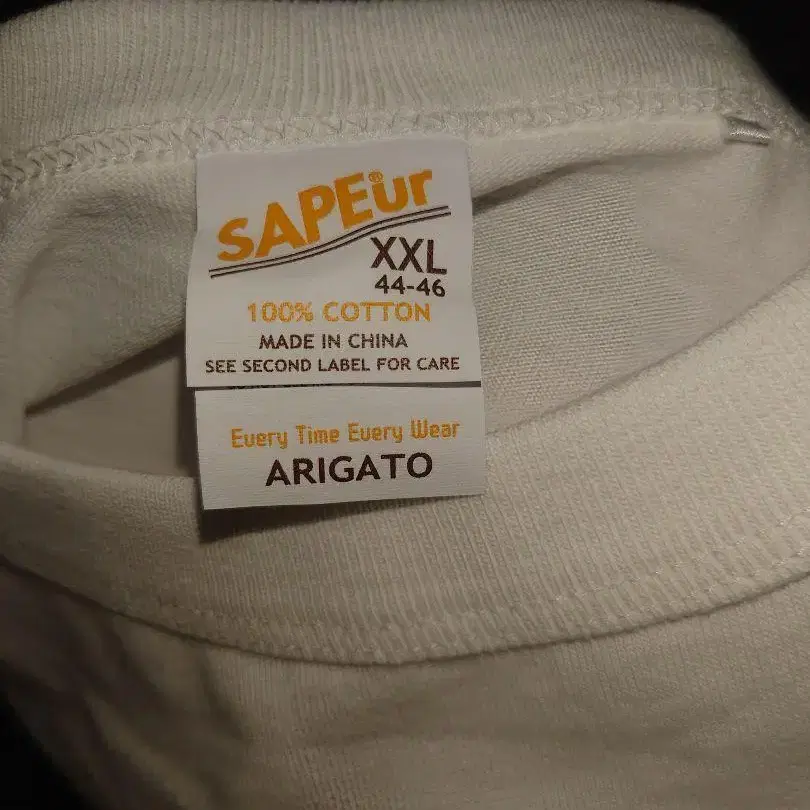 SAPEur®
XXL
44-46
100% COTTON
MADE IN CHINA
SEE SECOND LABEL FOR CARE
Every Time Every Wear
ARIGATO